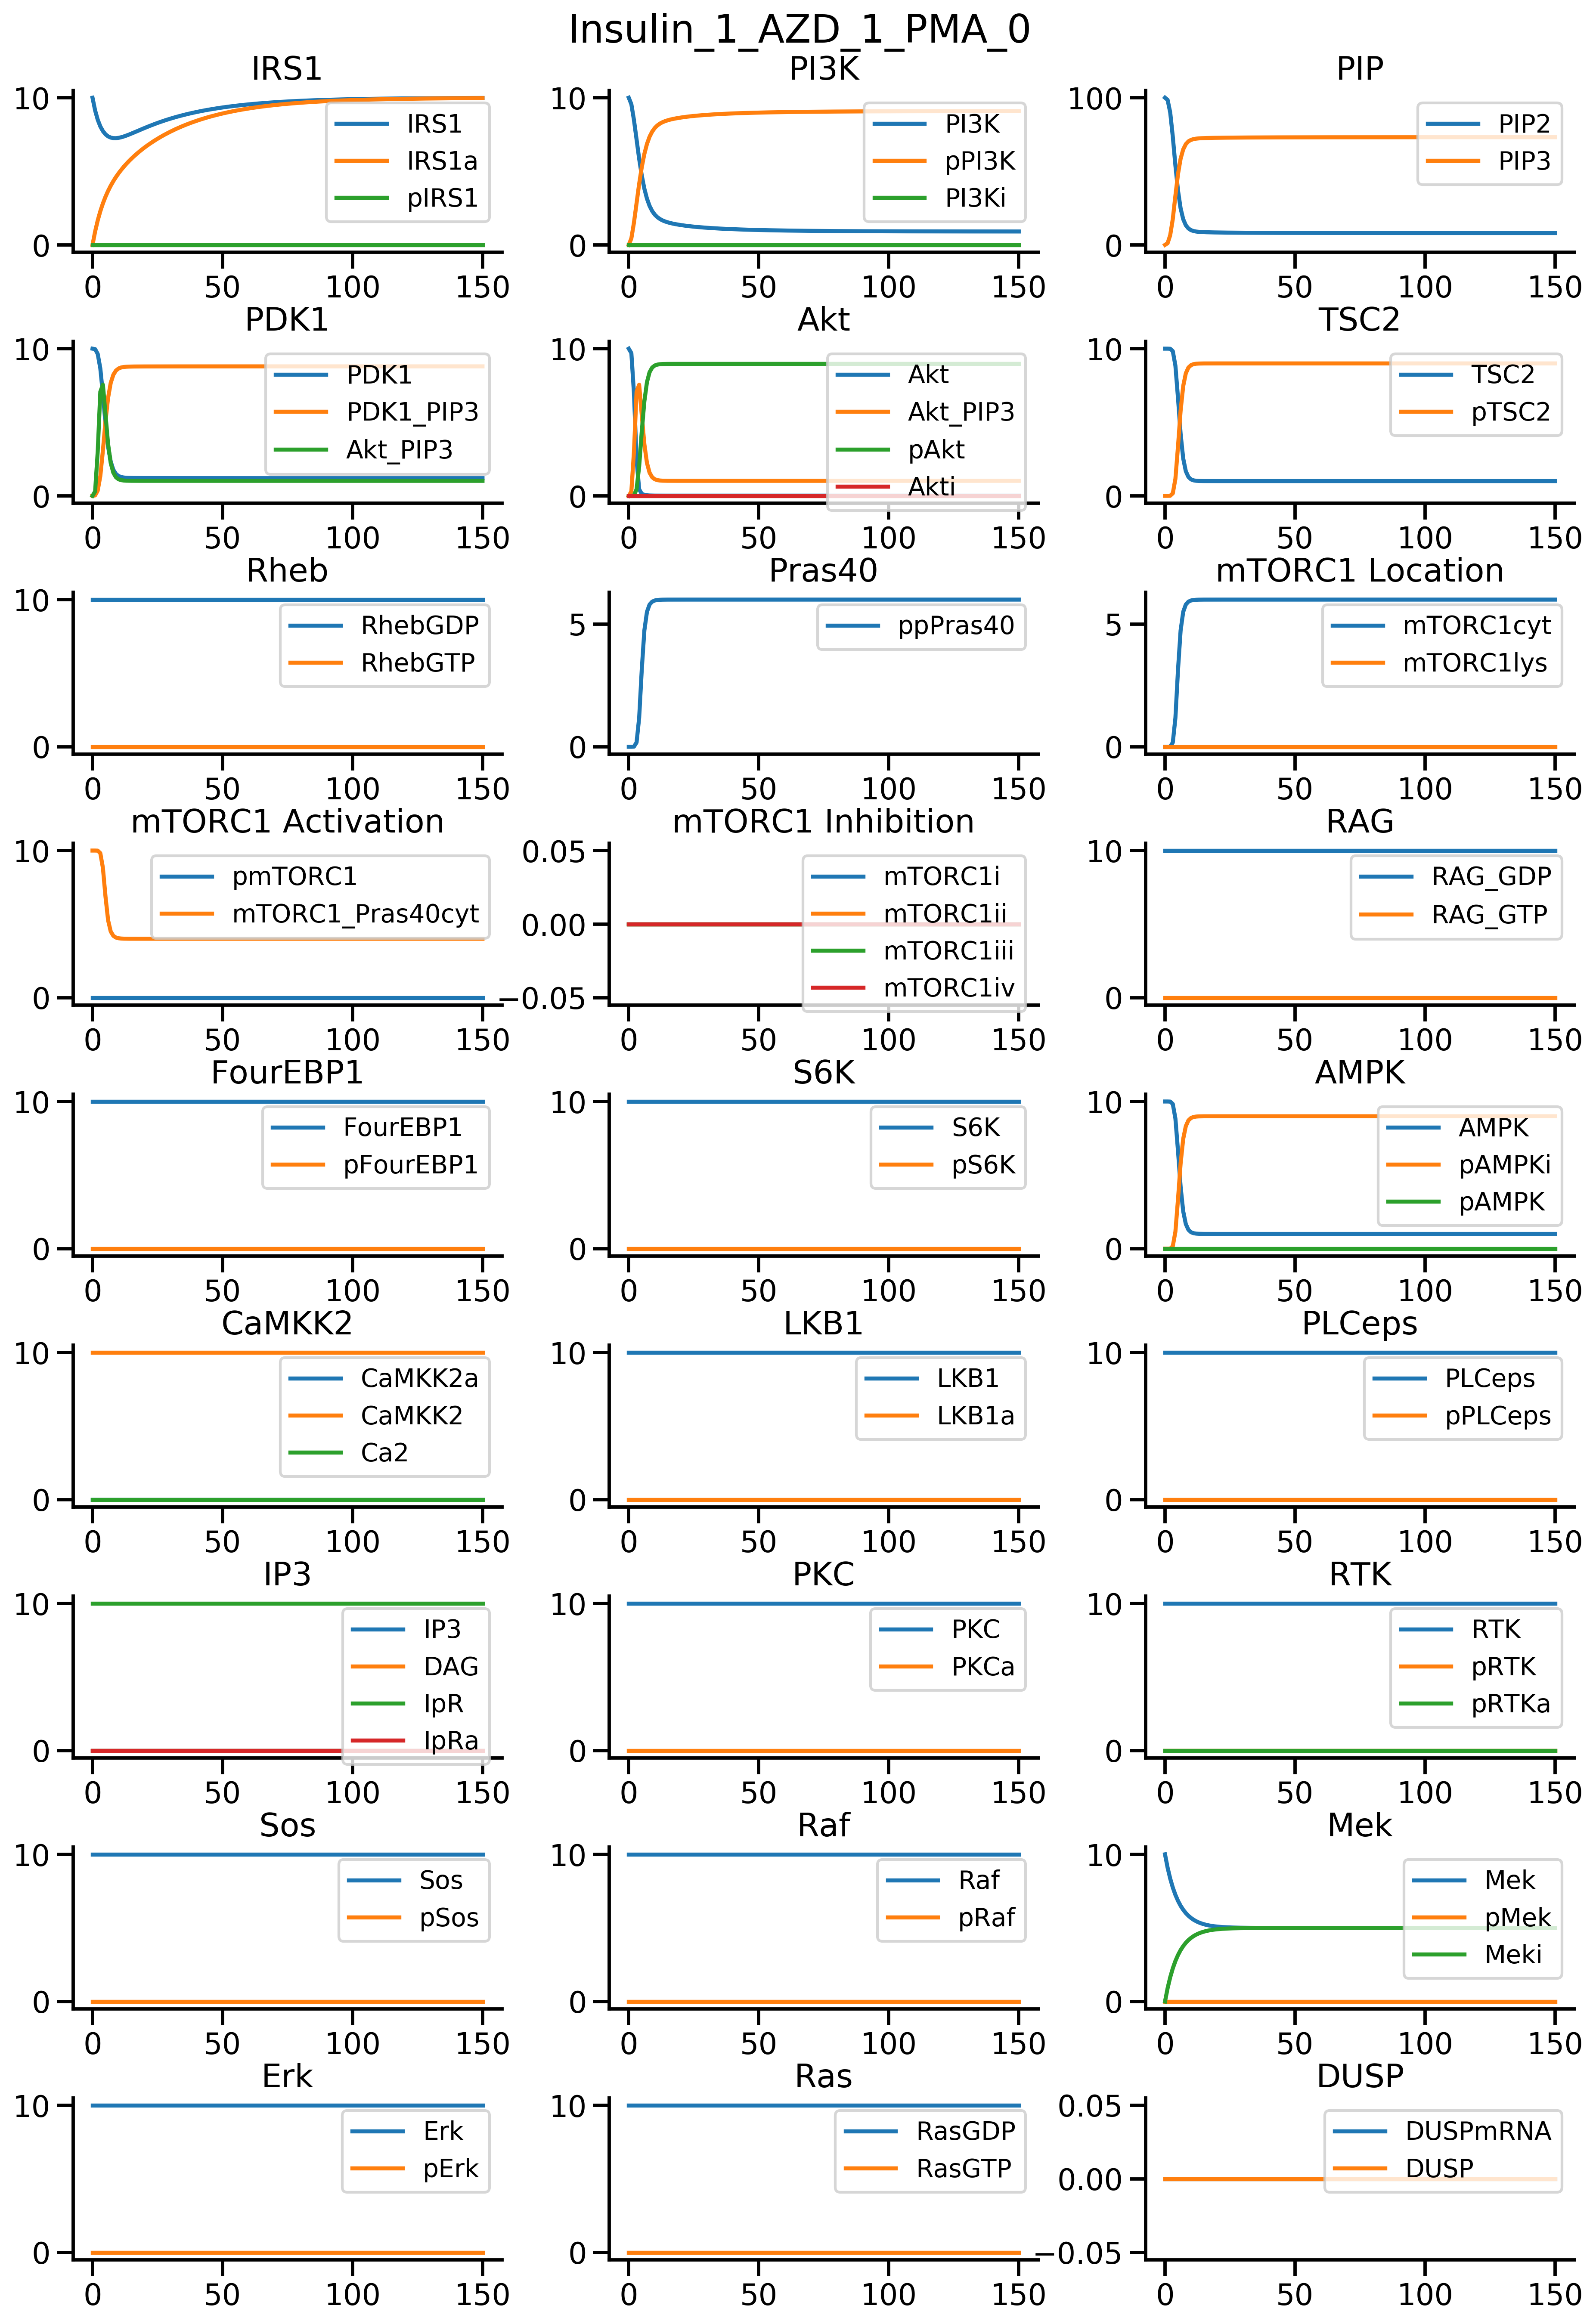 Insulin_1_AZD_1_PMA_0
IRS1
10
0
0 50 100 150
IRS1
IRS1a
pIRS1
PI3K
10
0
0 50 100 150
PI3K
pPI3K
PI3Ki
PIP
100
0
0 50 100 150
PIP2
PIP3
PDK1
10
0
0 50 100 150
PDK1
PDK1_PIP3
Akt_PIP3
Akt
10
0
0 50 100 150
Akt
Akt_PIP3
pAkt
Akti
TSC2
10
0
0 50 100 150
TSC2
pTSC2
Rheb
10
0
0 50 100 150
RhebGDP
RhebGTP
Pras40
5
0
0 50 100 150
ppPras40
mTORC1 Location
5
0
0 50 100 150
mTORC1cyt
mTORC1lys
mTORC1 Activation
10
0
0 50 100 150
pmTORC1
mTORC1_Pras40cyt
mTORC1 Inhibition
0.05
0.00
−0.05
0 50 100 150
mTORC1i
mTORC1ii
mTORC1iii
mTORC1iv
RAG
10
0
0 50 100 150
RAG_GDP
RAG_GTP
FourEBP1
10
0
0 50 100 150
FourEBP1
pFourEBP1
S6K
10
0
0 50 100 150
S6K
pS6K
AMPK
10
0
0 50 100 150
AMPK
pAMPKi
pAMPK
CaMKK2
10
0
0 50 100 150
CaMKK2a
CaMKK2
Ca2
LKB1
10
0
0 50 100 150
LKB1
LKB1a
PLCeps
10
0
0 50 100 150
PLCeps
pPLCeps
IP3
10
0
0 50 100 150
IP3
DAG
IpR
IpRa
PKC
10
0
0 50 100 150
PKC
PKCa
RTK
10
0
0 50 100 150
RTK
pRTK
pRTKa
Sos
10
0
0 50 100 150
Sos
pSos
Raf
10
0
0 50 100 150
Raf
pRaf
Mek
10
0
0 50 100 150
Mek
pMek
Meki
Erk
10
0
0 50 100 150
Erk
pErk
Ras
10
0
0 50 100 150
RasGDP
RasGTP
DUSP
0.05
0.00
−0.05
0 50 100 150
DUSPmRNA
DUSP